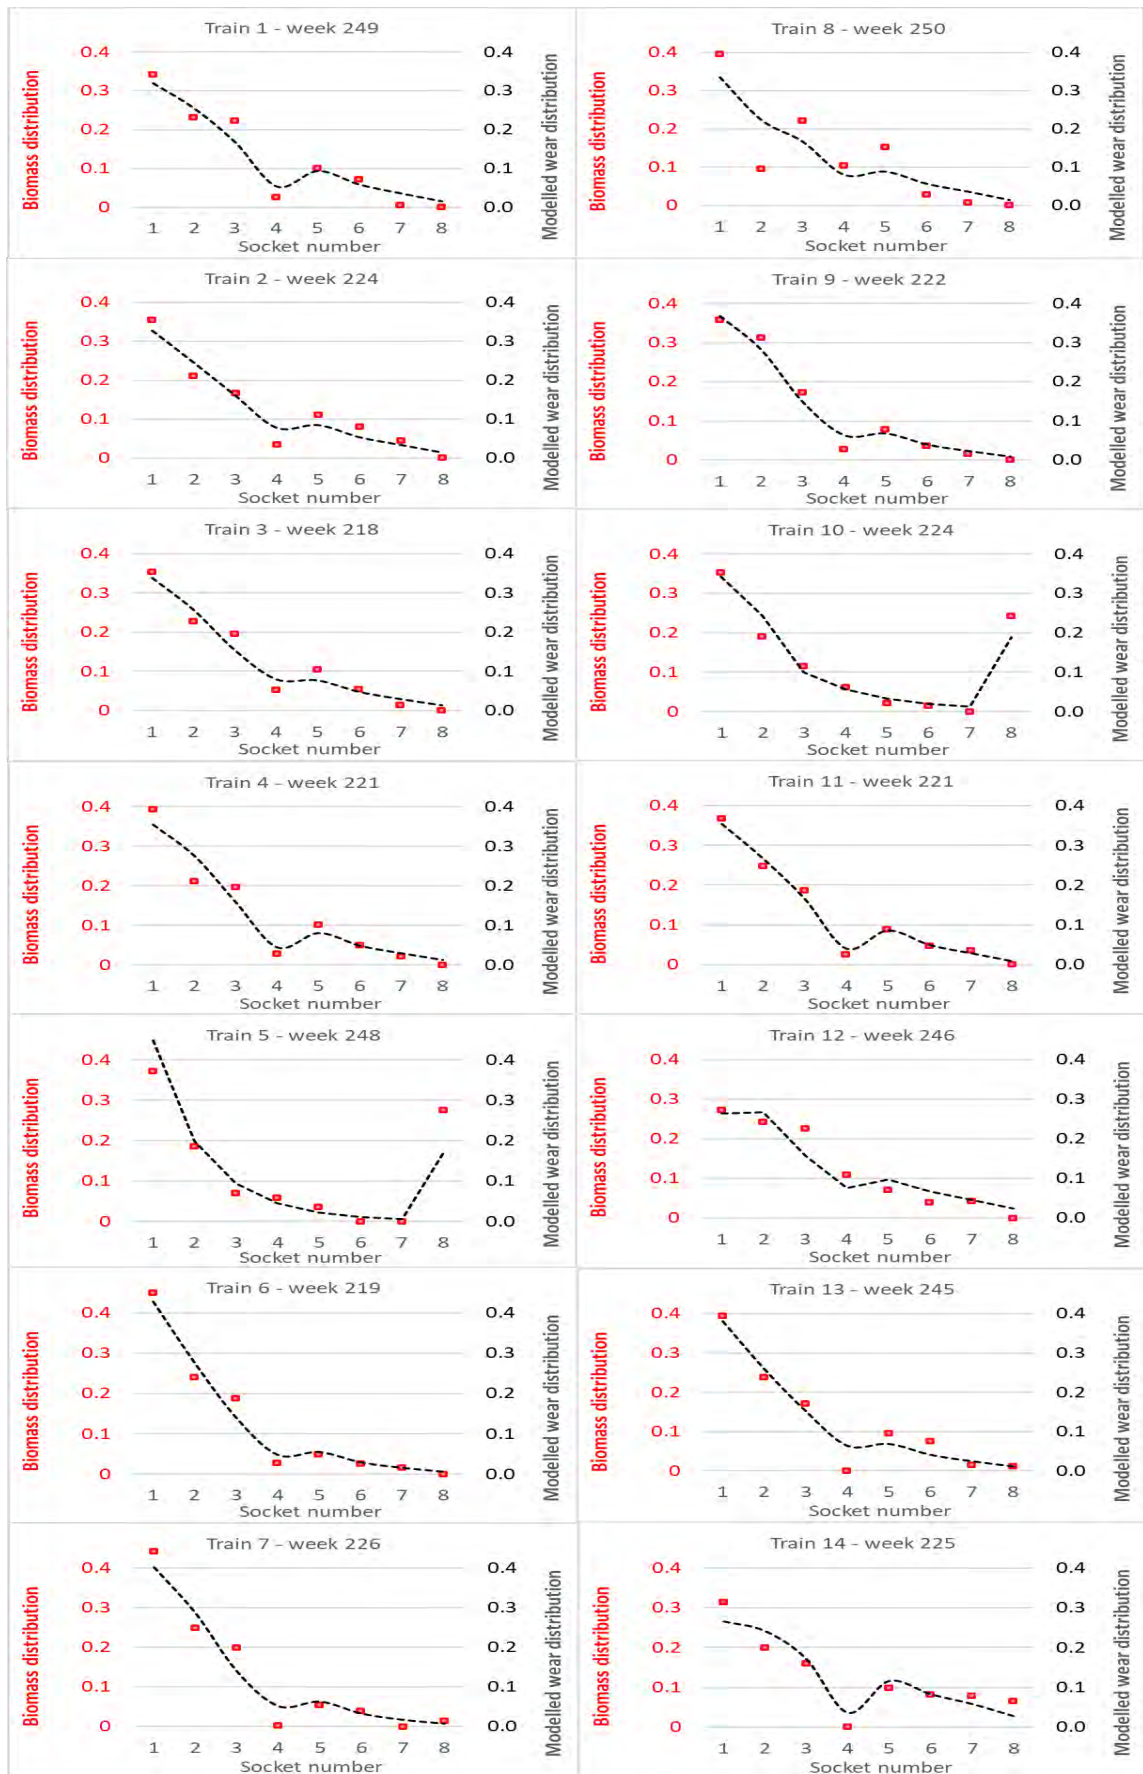 Train 1 - week 249
Biomass distribution
0.4 0.4
0.3 0.3
0.2 0.2
0.1 0.1
0 0.0
Modelled wear distribution
1 2 3 4 5 6 7 8
Socket number
Train 8 - week 250
Biomass distribution
0.4 0.4
0.3 0.3
0.2 0.2
0.1 0.1
0 0.0
Modelled wear distribution
1 2 3 4 5 6 7 8
Socket number
Train 2 - week 224
Biomass distribution
0.4 0.4
0.3 0.3
0.2 0.2
0.1 0.1
0 0.0
Modelled wear distribution
1 2 3 4 5 6 7 8
Socket number
Train 9 - week 222
Biomass distribution
0.4 0.4
0.3 0.3
0.2 0.2
0.1 0.1
0 0.0
Modelled wear distribution
1 2 3 4 5 6 7 8
Socket number
Train 3 - week 218
Biomass distribution
0.4 0.4
0.3 0.3
0.2 0.2
0.1 0.1
0 0.0
Modelled wear distribution
1 2 3 4 5 6 7 8
Socket number
Train 10 - week 224
Biomass distribution
0.4 0.4
0.3 0.3
0.2 0.2
0.1 0.1
0 0.0
Modelled wear distribution
1 2 3 4 5 6 7 8
Socket number
Train 4 - week 221
Biomass distribution
0.4 0.4
0.3 0.3
0.2 0.2
0.1 0.1
0 0.0
Modelled wear distribution
1 2 3 4 5 6 7 8
Socket number
Train 11 - week 221
Biomass distribution
0.4 0.4
0.3 0.3
0.2 0.2
0.1 0.1
0 0.0
Modelled wear distribution
1 2 3 4 5 6 7 8
Socket number
Train 5 - week 248
Biomass distribution
0.4 0.4
0.3 0.3
0.2 0.2
0.1 0.1
0 0.0
Modelled wear distribution
1 2 3 4 5 6 7 8
Socket number
Train 12 - week 246
Biomass distribution
0.4 0.4
0.3 0.3
0.2 0.2
0.1 0.1
0 0.0
Modelled wear distribution
1 2 3 4 5 6 7 8
Socket number
Train 6 - week 219
Biomass distribution
0.4 0.4
0.3 0.3
0.2 0.2
0.1 0.1
0 0.0
Modelled wear distribution
1 2 3 4 5 6 7 8
Socket number
Train 13 - week 245
Biomass distribution
0.4 0.4
0.3 0.3
0.2 0.2
0.1 0.1
0 0.0
Modelled wear distribution
1 2 3 4 5 6 7 8
Socket number
Train 7 - week 226
Biomass distribution
0.4 0.4
0.3 0.3
0.2 0.2
0.1 0.1
0 0.0
Modelled wear distribution
1 2 3 4 5 6 7 8
Socket number
Train 14 - week 225
Biomass distribution
0.4 0.4
0.3 0.3
0.2 0.2
0.1 0.1
0 0.0
Modelled wear distribution
1 2 3 4 5 6 7 8
Socket number